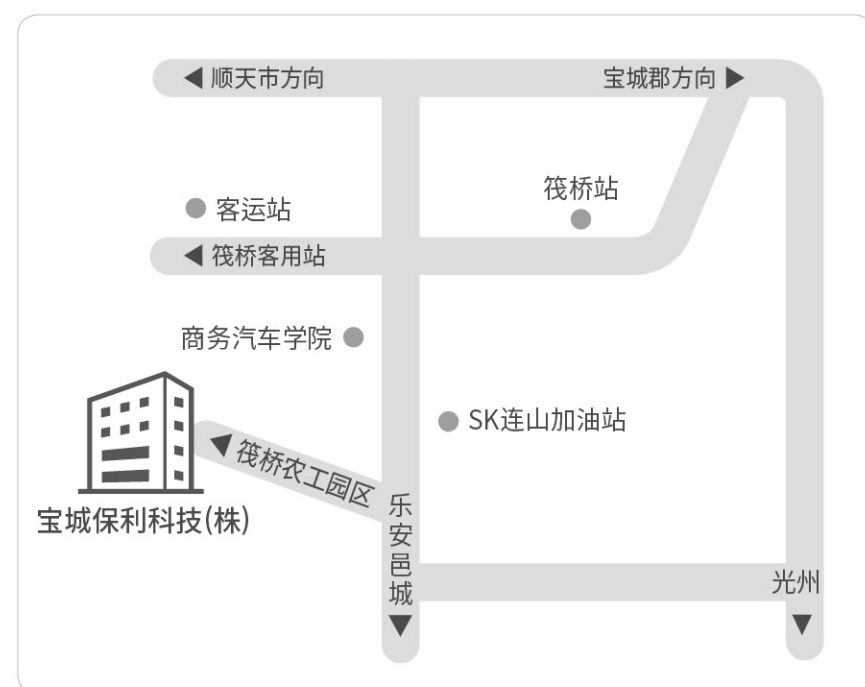 顺天市方向
宝城郡方向
筏桥站
客运站
筏桥客用站
商务汽车学院
SK连山加油站
筏桥农工园区
宝城保利科技(株)
乐安邑城
光州